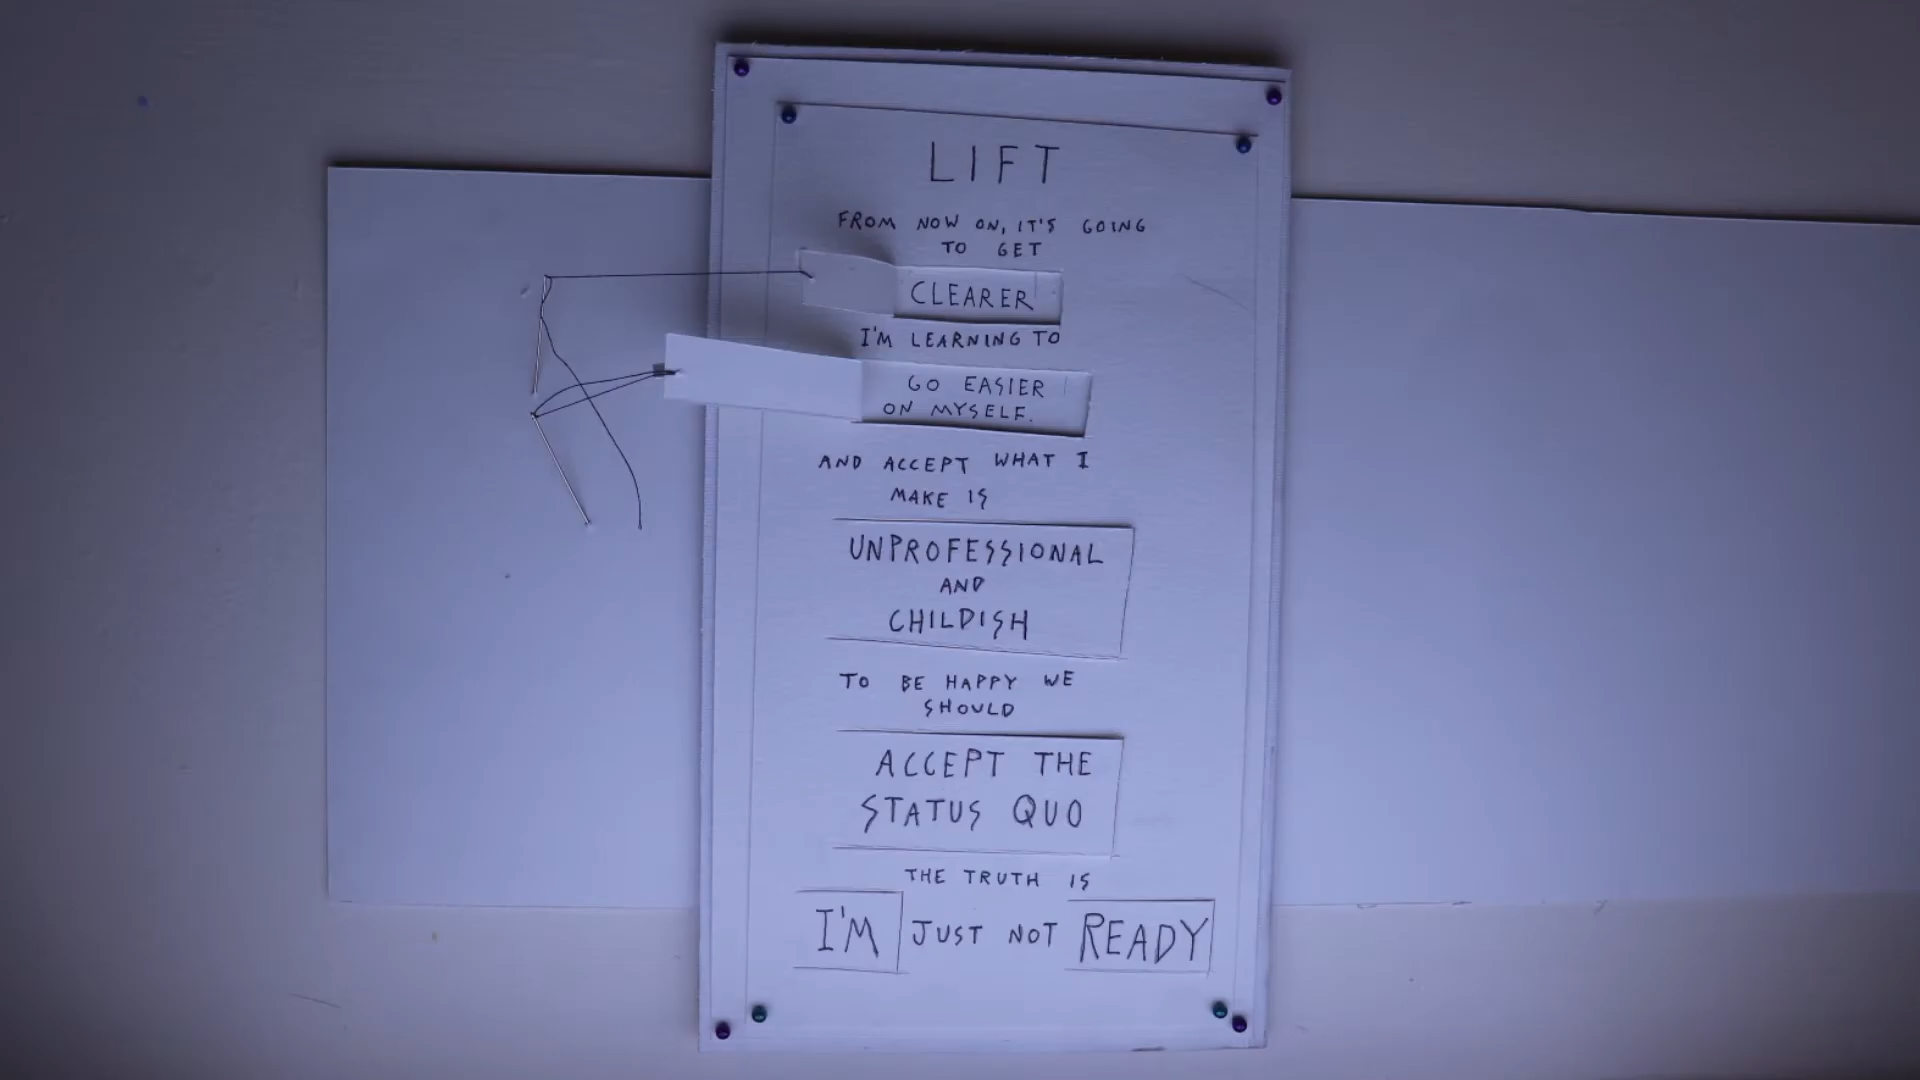 LIFT
FROM NOW ON, IT'S GOING
TO GET
CLEARER
I'M LEARNING TO
GO EASIER
ON MYSELF.
AND ACCEPT WHAT I
MAKE IS
UNPROFESSIONAL
AND
CHILDISH
TO BE HAPPY WE
SHOULD
ACCEPT THE
STATUS QUO
THE TRUTH IS
I'M JUST NOT READY